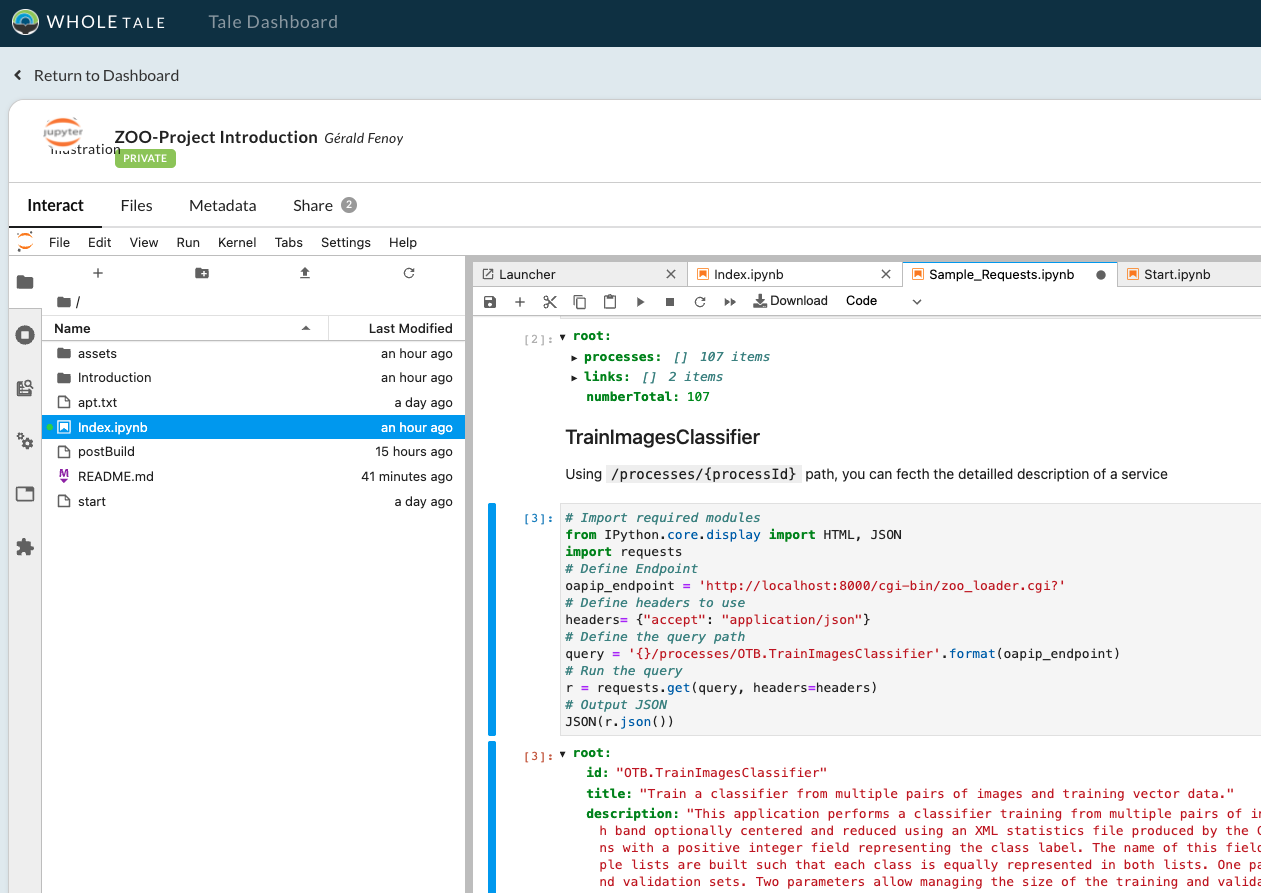 WHOLE TALE Tale Dashboard
Return to Dashboard
jupyter
Illustration
ZOO-Project Introduction Gérald Fenoy
PRIVATE
Interact Files Metadata Share 2
File Edit View Run Kernel Tabs Settings Help
/
Name Last Modified
assets an hour ago
Introduction an hour ago
apt.txt a day ago
Index.ipynb an hour ago
postBuild 15 hours ago
README.md 41 minutes ago
start a day ago
Launcher Index.ipynb Sample_Requests.ipynb Start.ipynb
Download Code
[2]: root:
processes: [] 107 items
links: [] 2 items
numberTotal: 107
TrainImagesClassifier
Using /processes/{processId} path, you can fecth the detailled description of a service
[3]: # Import required modules
from IPython.core.display import HTML, JSON
import requests
# Define Endpoint
oapip_endpoint = 'http://localhost:8000/cgi-bin/zoo_loader.cgi?'
# Define headers to use
headers= {"accept": "application/json"}
# Define the query path
query = '{}/processes/OTB.TrainImagesClassifier'.format(oapip_endpoint)
# Run the query
r = requests.get(query, headers=headers)
# Output JSON
JSON(r.json())
[3]: root:
id: "OTB.TrainImagesClassifier"
title: "Train a classifier from multiple pairs of images and training vector data."
description: "This application performs a classifier training from multiple pairs of
h band optionally centered and reduced using an XML statistics file produced by the
ns with a positive integer field representing the class label. The name of this field
ple lists are built such that each class is equally represented in both lists. One
nd validation sets. Two parameters allow managing the size of the training and